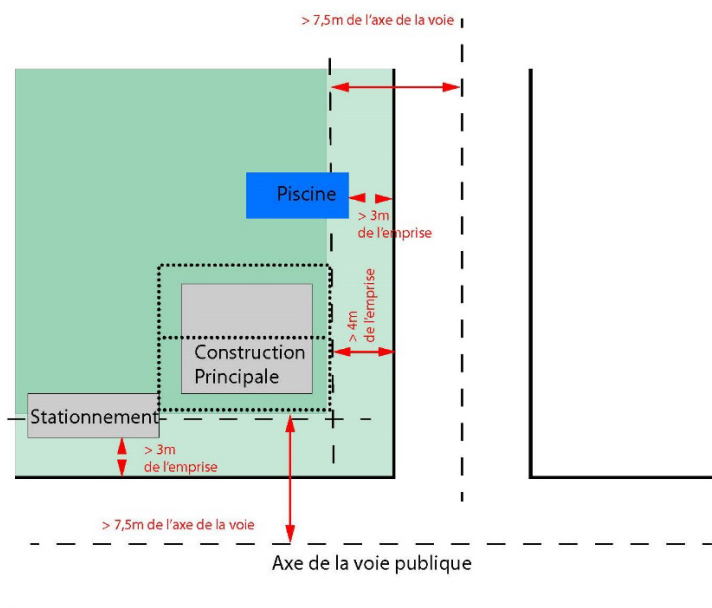 > 7,5m de l'axe de la voie
Piscine
> 3m
de l'emprise
> 4m
de l'emprise
Construction
Principale
Stationnement
> 3m
de l'emprise
> 7,5m de l'axe de la voie
Axe de la voie publique